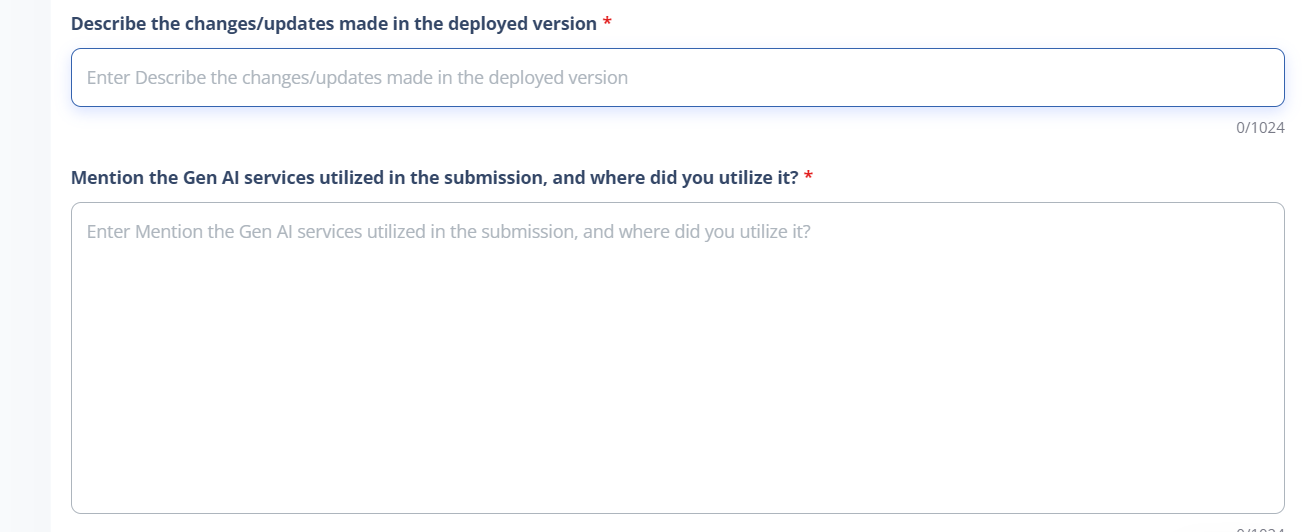 Describe the changes/updates made in the deployed version *
Enter Describe the changes/updates made in the deployed version
0/1024
Mention the Gen AI services utilized in the submission, and where did you utilize it? *
Enter Mention the Gen AI services utilized in the submission, and where did you utilize it?